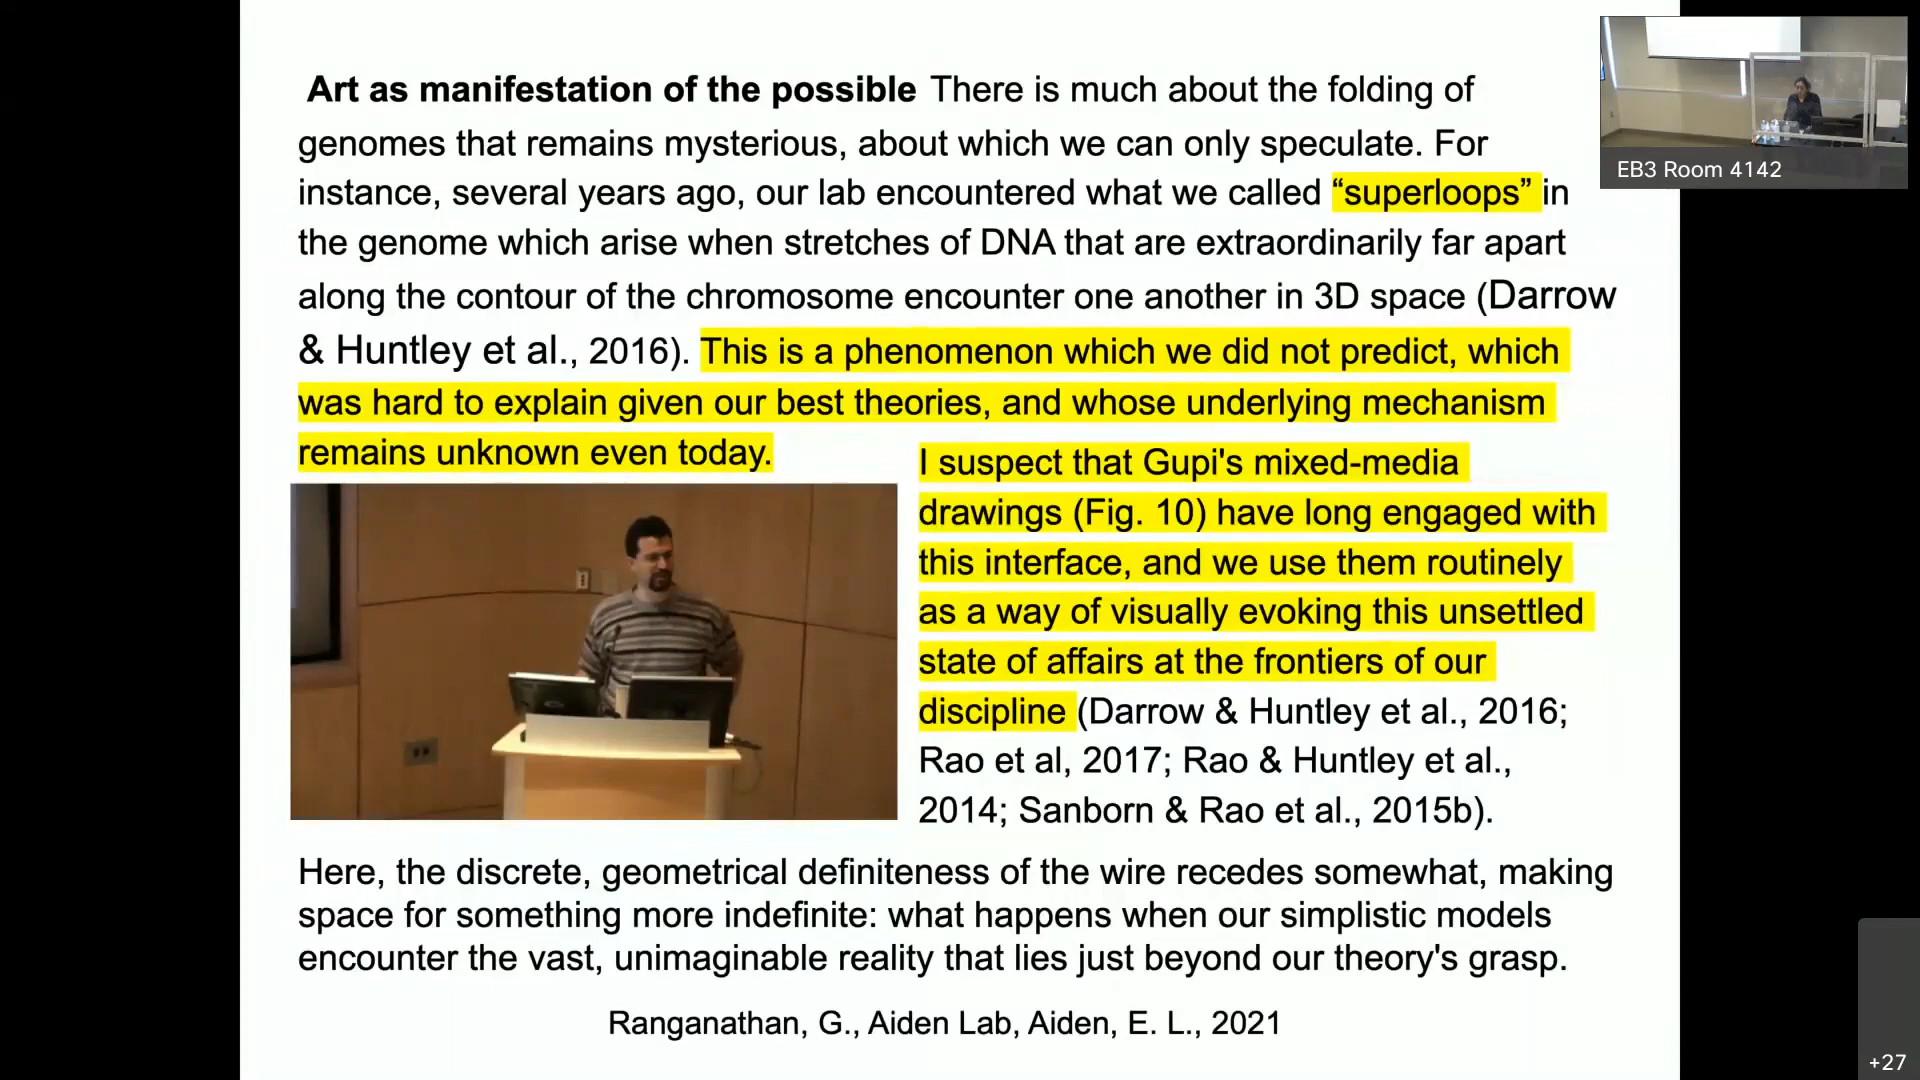 Art as manifestation of the possible There is much about the folding of
genomes that remains mysterious, about which we can only speculate. For
instance, several years ago, our lab encountered what we called “superloops” in
the genome which arise when stretches of DNA that are extraordinarily far apart
along the contour of the chromosome encounter one another in 3D space (Darrow
& Huntley et al., 2016). This is a phenomenon which we did not predict, which
was hard to explain given our best theories, and whose underlying mechanism
remains unknown even today.
I suspect that Gupi's mixed-media
drawings (Fig. 10) have long engaged with
this interface, and we use them routinely
as a way of visually evoking this unsettled
state of affairs at the frontiers of our
discipline (Darrow & Huntley et al., 2016;
Rao et al, 2017; Rao & Huntley et al.,
2014; Sanborn & Rao et al., 2015b).
Here, the discrete, geometrical definiteness of the wire recedes somewhat, making
space for something more indefinite: what happens when our simplistic models
encounter the vast, unimaginable reality that lies just beyond our theory's grasp.
Ranganathan, G., Aiden Lab, Aiden, E. L., 2021
EB3 Room 4142
+27